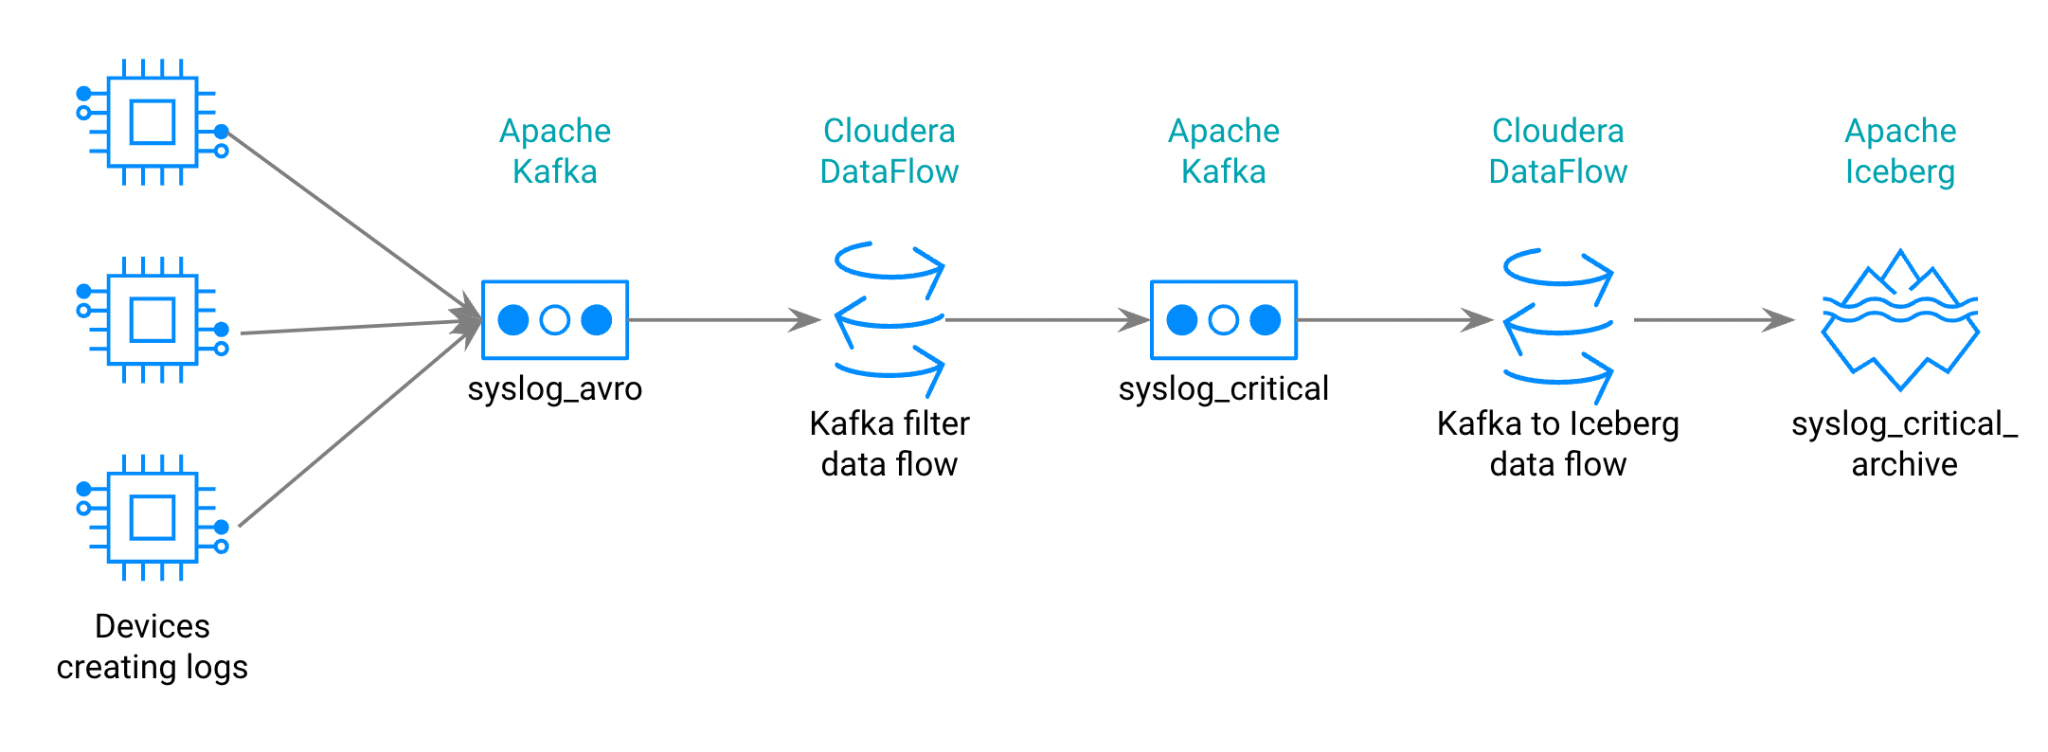 Apache
Kafka
Cloudera
DataFlow
Apache
Kafka
Cloudera
DataFlow
Apache
Iceberg
syslog_avro
Kafka filter
data flow
syslog_critical
Kafka to Iceberg
data flow
syslog_critical_
archive
Devices
creating logs